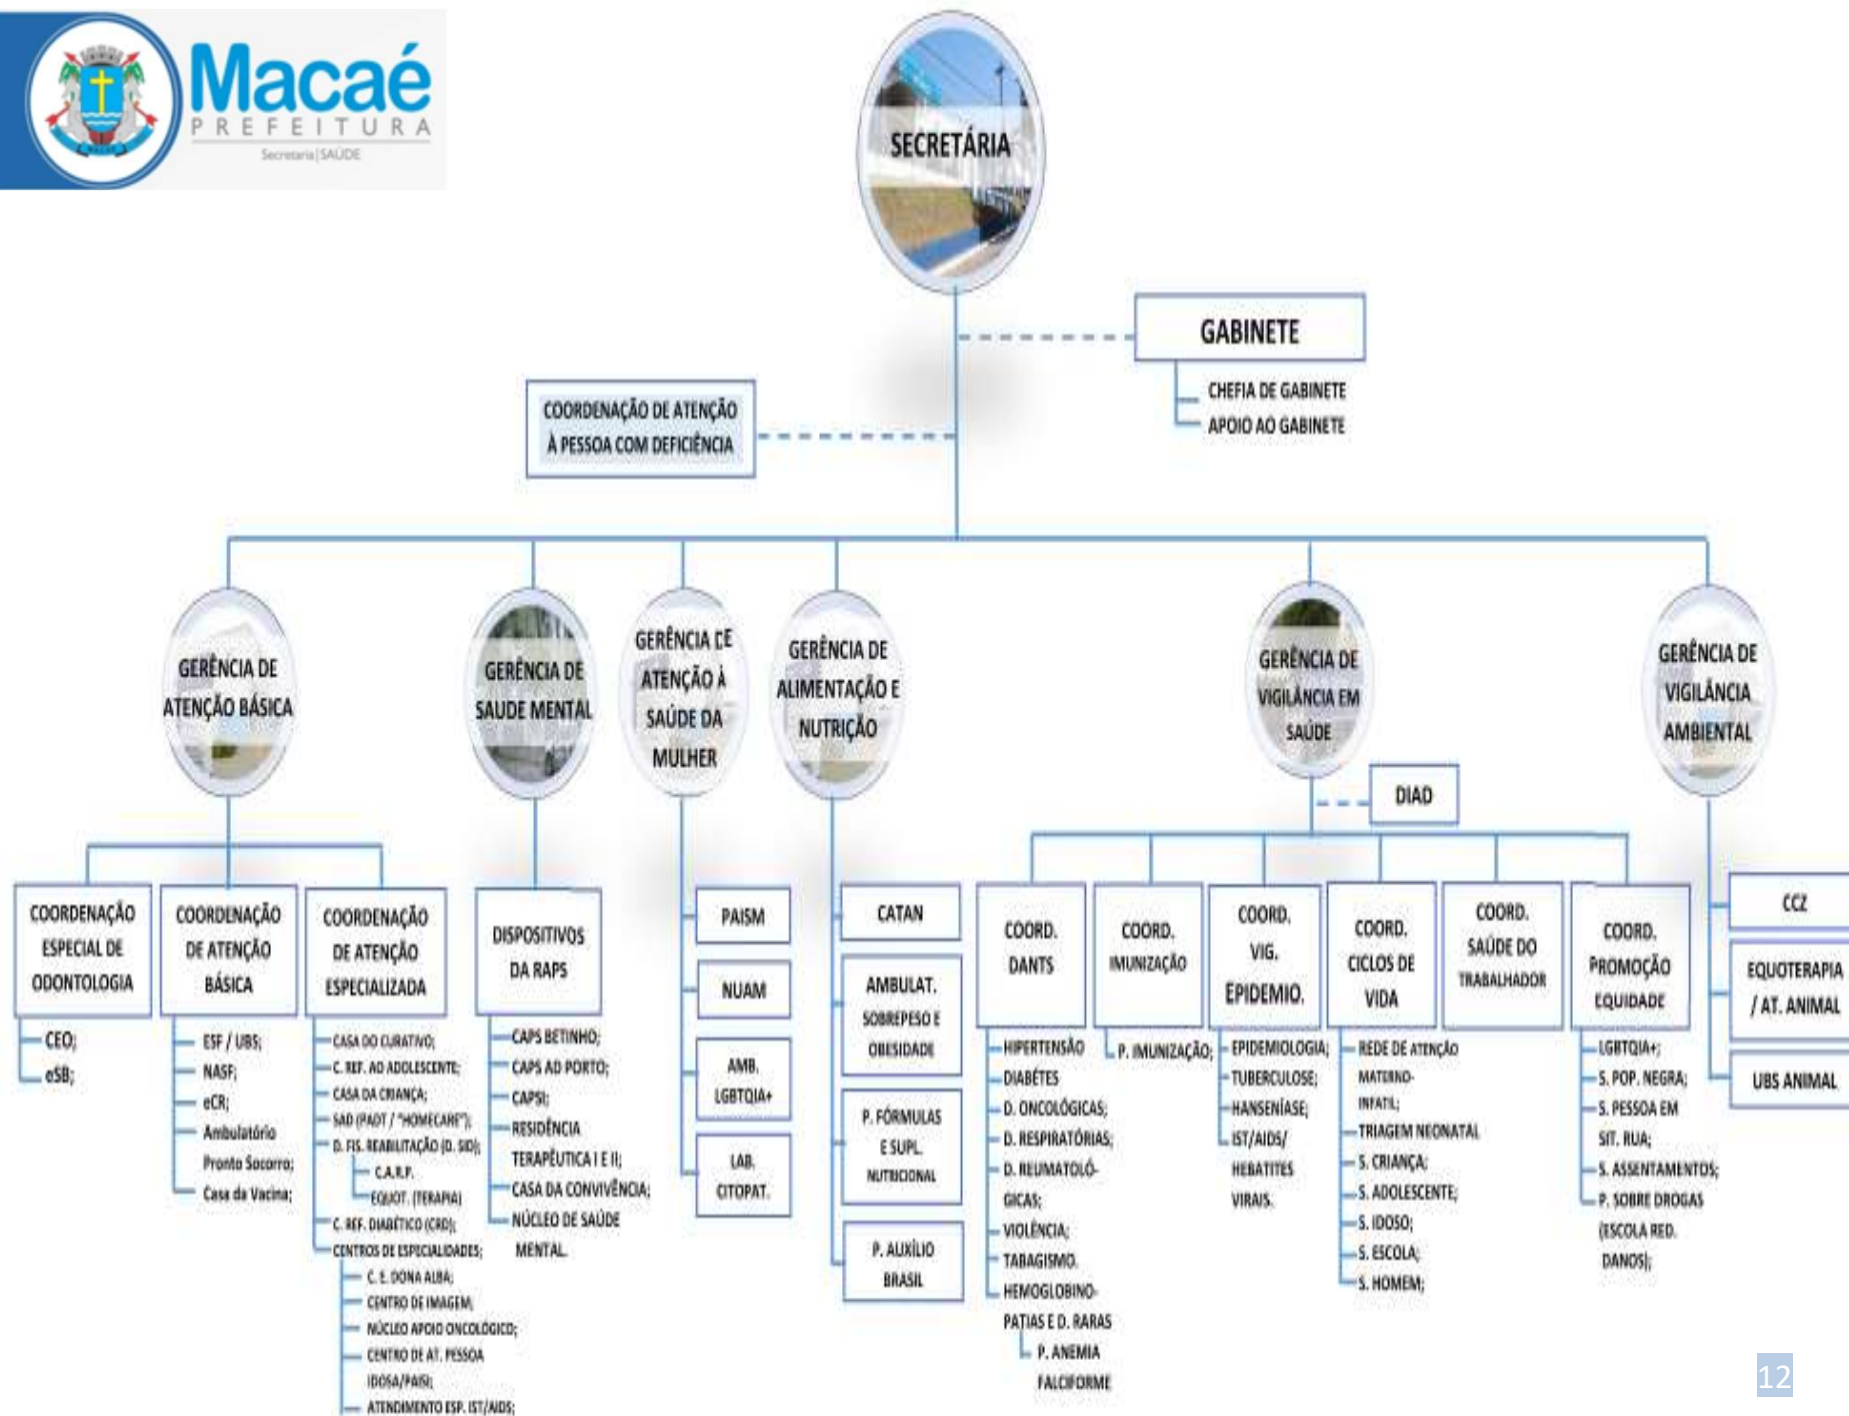 Macaé
PREFEITURA
Secretaria|SAÚDE
MACAÉ
SECRETÁRIA
GABINETE
CHEFIA DE GABINETE
APOIO AO GABINETE
COORDENAÇÃO DE ATENÇÃO
À PESSOA COM DEFICIÊNCIA
GERÊNCIA DE
ATENÇÃO BÁSICA
GERÊNCIA DE
SAUDE MENTAL
GERÊNCIA DE
ATENÇÃO À
SAÚDE DA
MULHER
GERÊNCIA DE
ALIMENTAÇÃO E
NUTRIÇÃO
GERÊNCIA DE
VIGILÂNCIA EM
SAÚDE
GERÊNCIA DE
VIGILÂNCIA
AMBIENTAL
DIAD
COORDENAÇÃO
ESPECIAL DE
ODONTOLOGIA
CEO;
eSB;
COORDENAÇÃO
DE ATENÇÃO
BÁSICA
ESF / UBS;
NASF;
eCR;
Ambulatório
Pronto Socorro;
Casa da Vacina;
COORDENAÇÃO
DE ATENÇÃO
ESPECIALIZADA
CASA DO CURATIVO;
C. REF. AO ADOLESCENTE;
CASA DA CRIANÇA;
SAD (PADT / "HOMECARE");
D. FIS. REABILITAÇÃO (D. SID);
C.A.R.P.
EQUOT. (TERAPIA)
C. REF. DIABÉTICO (CRD);
CENTROS DE ESPECIALIDADES;
C. E. DONA ALBA;
CENTRO DE IMAGEM;
NÚCLEO APOIO ONCOLÓGICO;
CENTRO DE AT. PESSOA
IDOSA/PAISI;
ATENDIMENTO ESP. IST/AIDS;
DISPOSITIVOS
DA RAPS
CAPS BETINHO;
CAPS AD PORTO;
CAPSI;
RESIDÊNCIA
TERAPÊUTICA I E II;
CASA DA CONVIVÊNCIA;
NÚCLEO DE SAÚDE
MENTAL.
PAISM
NUAM
AMB.
LGBTQIA+
LAB.
CITOPAT.
CATAN
AMBULAT.
SOBREPESO E
OBESIDADE
P. FÓRMULAS
E SUPL.
NUTRICIONAL
P. AUXÍLIO
BRASIL
COORD.
DANTS
HIPERTENSÃO
DIABÉTES
D. ONCOLÓGICAS;
D. RESPIRATÓRIAS;
D. REUMATOLÓ-
GICAS;
VIOLÊNCIA;
TABAGISMO.
HEMOGLOBINO-
PATIAS E D. RARAS
P. ANEMIA
FALCIFORME
COORD.
IMUNIZAÇÃO
P. IMUNIZAÇÃO;
COORD.
VIG.
EPIDEMIO.
EPIDEMIOLOGIA;
TUBERCULOSE;
HANSENÍASE;
IST/AIDS/
HEBATITES
VIRAIS.
COORD.
CICLOS DE
VIDA
REDE DE ATENÇÃO
MATERNO-
INFATIL;
TRIAGEM NEONATAL
S. CRIANÇA;
S. ADOLESCENTE;
S. IDOSO;
S. ESCOLA;
S. HOMEM;
COORD.
SAÚDE DO
TRABALHADOR
COORD.
PROMOÇÃO
EQUIDADE
LGBTQIA+;
S. POP. NEGRA;
S. PESSOA EM
SIT. RUA;
S. ASSENTAMENTOS;
P. SOBRE DROGAS
(ESCOLA RED.
DANOS);
CCZ
EQUOTERAPIA
/ AT. ANIMAL
UBS ANIMAL
12